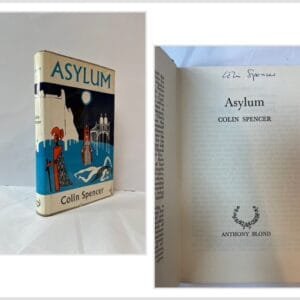 ASYLUM
Colin Spencer
Colin Spencer
Asylum
COLIN SPENCER
ANTHONY BLOND